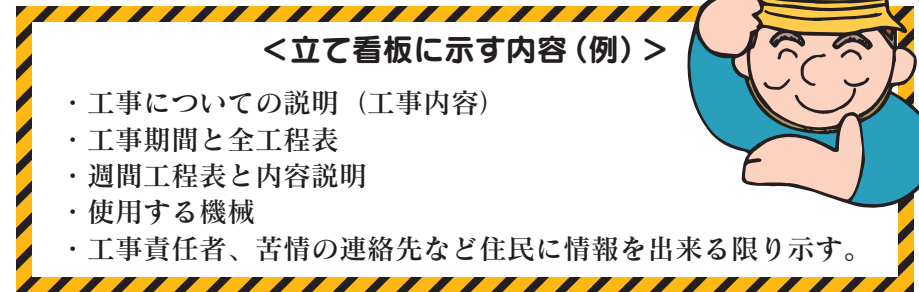 ＜立て看板に示す内容（例）＞
・工事についての説明（工事内容）
・工事期間と全工程表
・週間工程表と内容説明
・使用する機械
・工事責任者、苦情の連絡先など住民に情報を出来る限り示す。